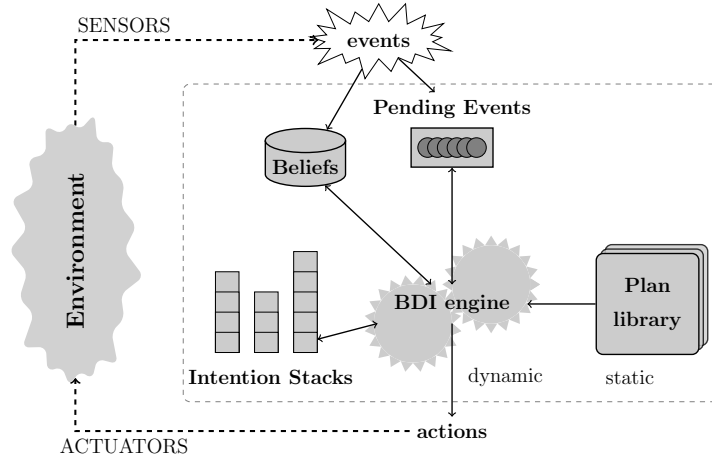 SENSORS
events
Pending Events
Beliefs
Environment
BDI engine
Plan
library
Intention Stacks
dynamic
static
actions
ACTUATORS